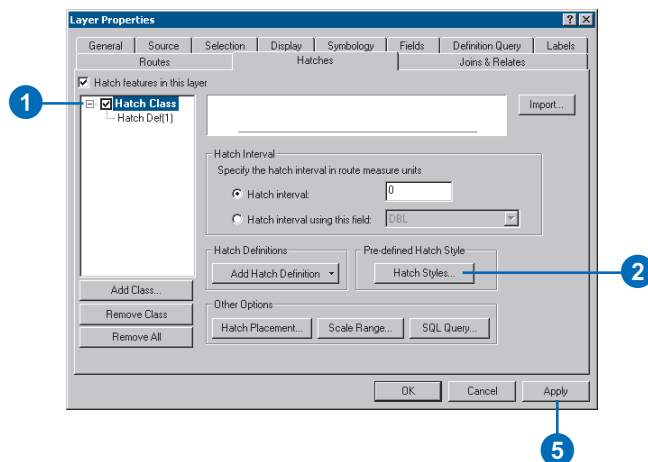 Layer Properties
General Source Selection Display Symbology Fields Definition Query Labels
Routes Hatches Joins & Relates
Hatch features in this layer
1
Hatch Class
Hatch Def(1)
Import...
Hatch Interval
Specify the hatch interval in route measure units
Hatch interval: 0
Hatch interval using this field: DBL
Hatch Definitions
Add Hatch Definition
Pre-defined Hatch Style
Hatch Styles...
2
Add Class...
Remove Class
Remove All
Other Options
Hatch Placement... Scale Range... SQL Query...
OK Cancel Apply
5